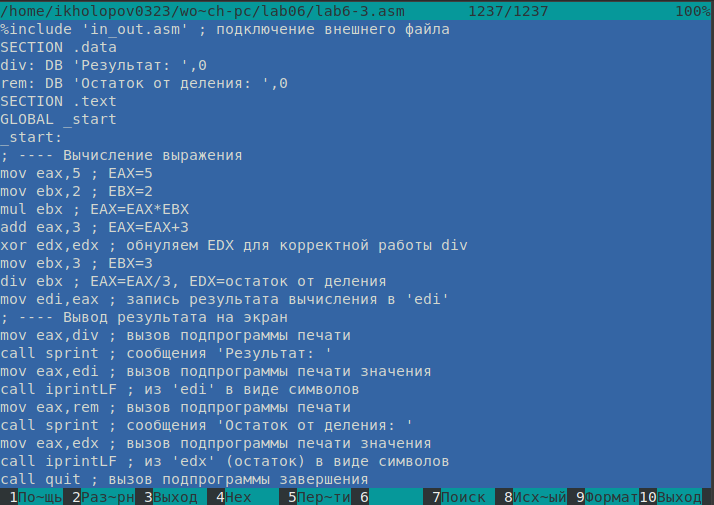 /home/ikholopov0323/wo~ch-pc/lab06/lab6-3.asm 1237/1237 100%
%include 'in_out.asm' ; подключение внешнего файла
SECTION .data
div: DB 'Результат: ',0
rem: DB 'Остаток от деления: ',0
SECTION .text
GLOBAL _start
_start:
; ---- Вычисление выражения
mov eax,5 ; EAX=5
mov ebx,2 ; EBX=2
mul ebx ; EAX=EAX*EBX
add eax,3 ; EAX=EAX+3
xor edx,edx ; обнуляем EDX для корректной работы div
mov ebx,3 ; EBX=3
div ebx ; EAX=EAX/3, EDX=остаток от деления
mov edi,eax ; запись результата вычисления в 'edi'
; ---- Вывод результата на экран
mov eax,div ; вызов подпрограммы печати
call sprint ; сообщения 'Результат: '
mov eax,edi ; вызов подпрограммы печати значения
call iprintLF ; из 'edi' в виде символов
mov eax,rem ; вызов подпрограммы печати
call sprint ; сообщения 'Остаток от деления: '
mov eax,edx ; вызов подпрограммы печати значения
call iprintLF ; из 'edx' (остаток) в виде символов
call quit ; вызов подпрограммы завершения
1По~щь 2Раз~рн 3Выход 4Hex 5Пер~ти 6 7Поиск 8Исх~ый 9Формат 10Выход